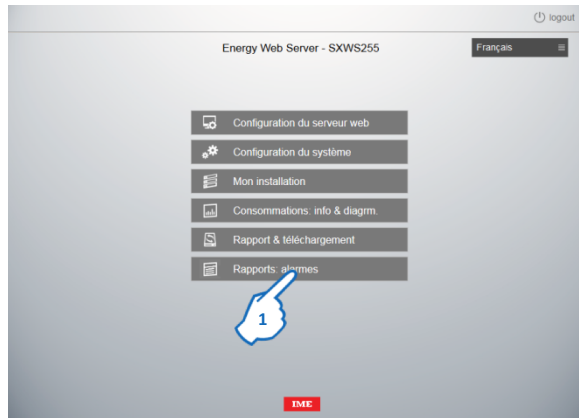 logout
Energy Web Server - SXWS255
Français
Configuration du serveur web
Configuration du système
Mon installation
Consommations: info & diagrm.
Rapport & téléchargement
Rapports: alarmes
1
IME